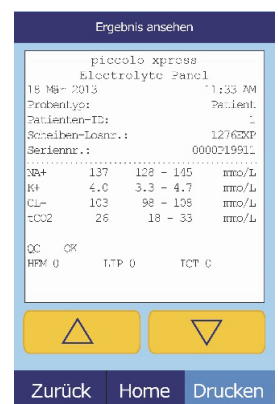 Ergebnis ansehen
piccolo xpress
Electrolyte Panel
18 Mär 2013 11:33 AM
Probentyp: Patient
Patienten-ID: 1
Scheiben-Losnr.: 1276EXP
Seriennr.: 0000P19911
NA+ 137 128 - 145 mmo/L
K+ 4.0 3.3 - 4.7 mmo/L
CL- 103 98 - 108 mmo/L
tCO2 26 18 - 33 mmo/L
QC OK
HEM 0 LIP 0 ICT 0
Zurück Home Drucken